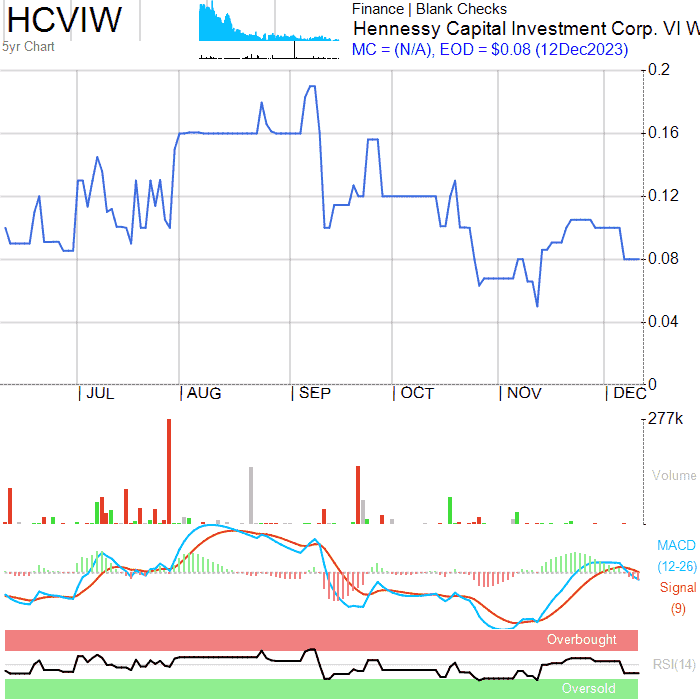 HCVIW
5yr Chart
Finance | Blank Checks
Hennessy Capital Investment Corp. VI W
MC = (N/A), EOD = $0.08 (12Dec2023)
0.2
0.16
0.12
0.08
0.04
0
| JUL | AUG | SEP | OCT | NOV | DEC
277k
Volume
MACD
(12-26)
Signal
(9)
Overbought
RSI(14)
Oversold